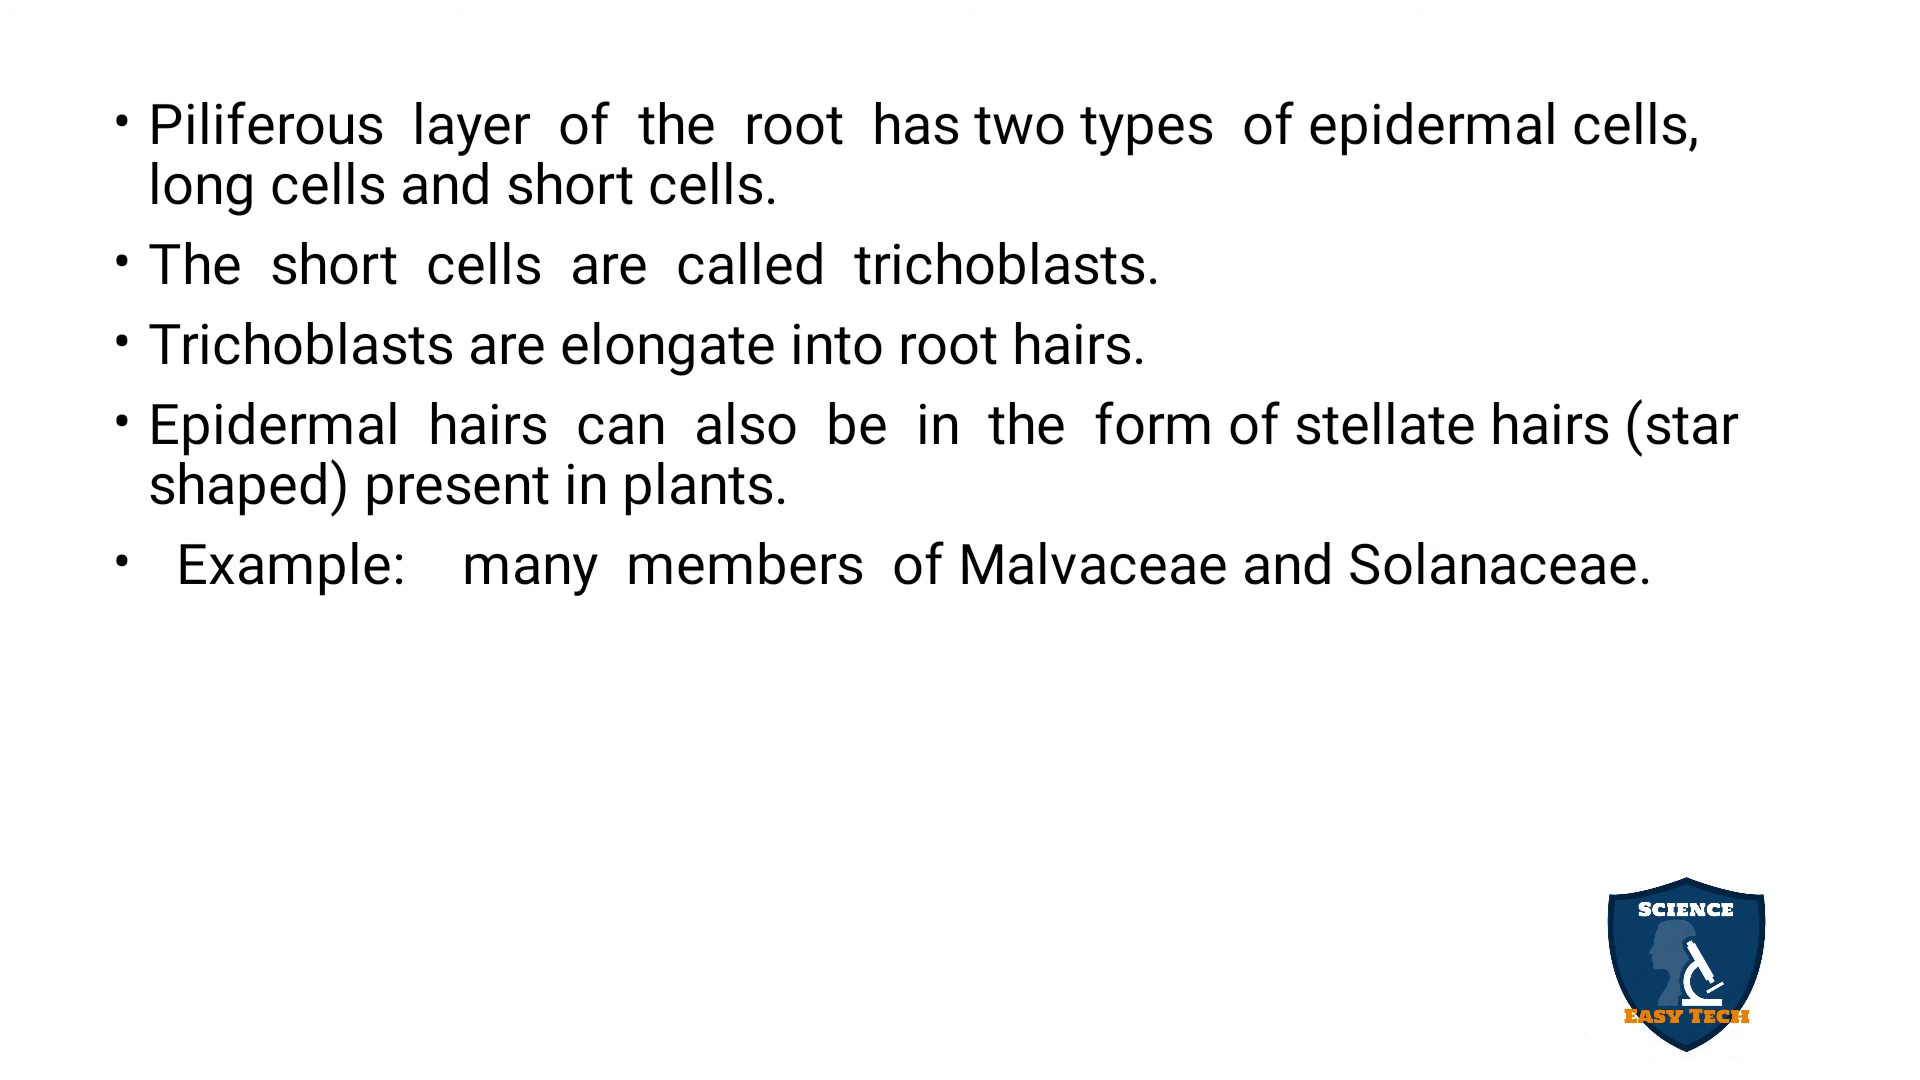 • Piliferous layer of the root has two types of epidermal cells,
long cells and short cells.
• The short cells are called trichoblasts.
• Trichoblasts are elongate into root hairs.
• Epidermal hairs can also be in the form of stellate hairs (star
shaped) present in plants.
• Example: many members of Malvaceae and Solanaceae.
SCIENCE
EASY TECH